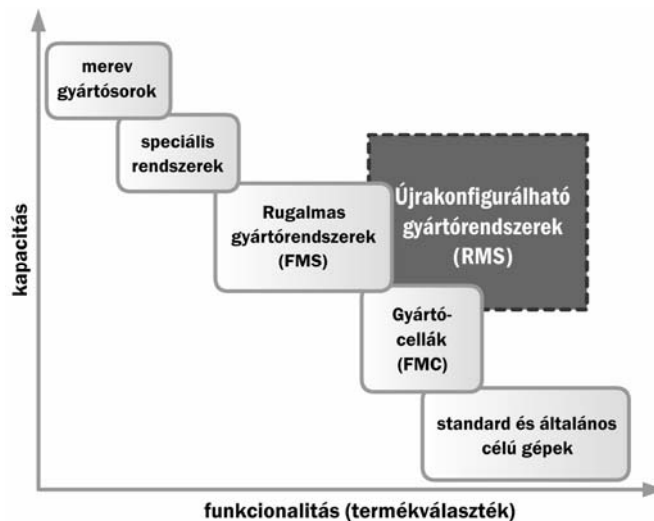 merev
gyártósorok
speciális
rendszerek
Rugalmas
gyártórendszerek
(FMS)
Újrakonfigurálható
gyártórendszerek
(RMS)
Gyártó-
cellák
(FMC)
standard és általános
célú gépek
kapacitás
funkcionalitás (termékválaszték)